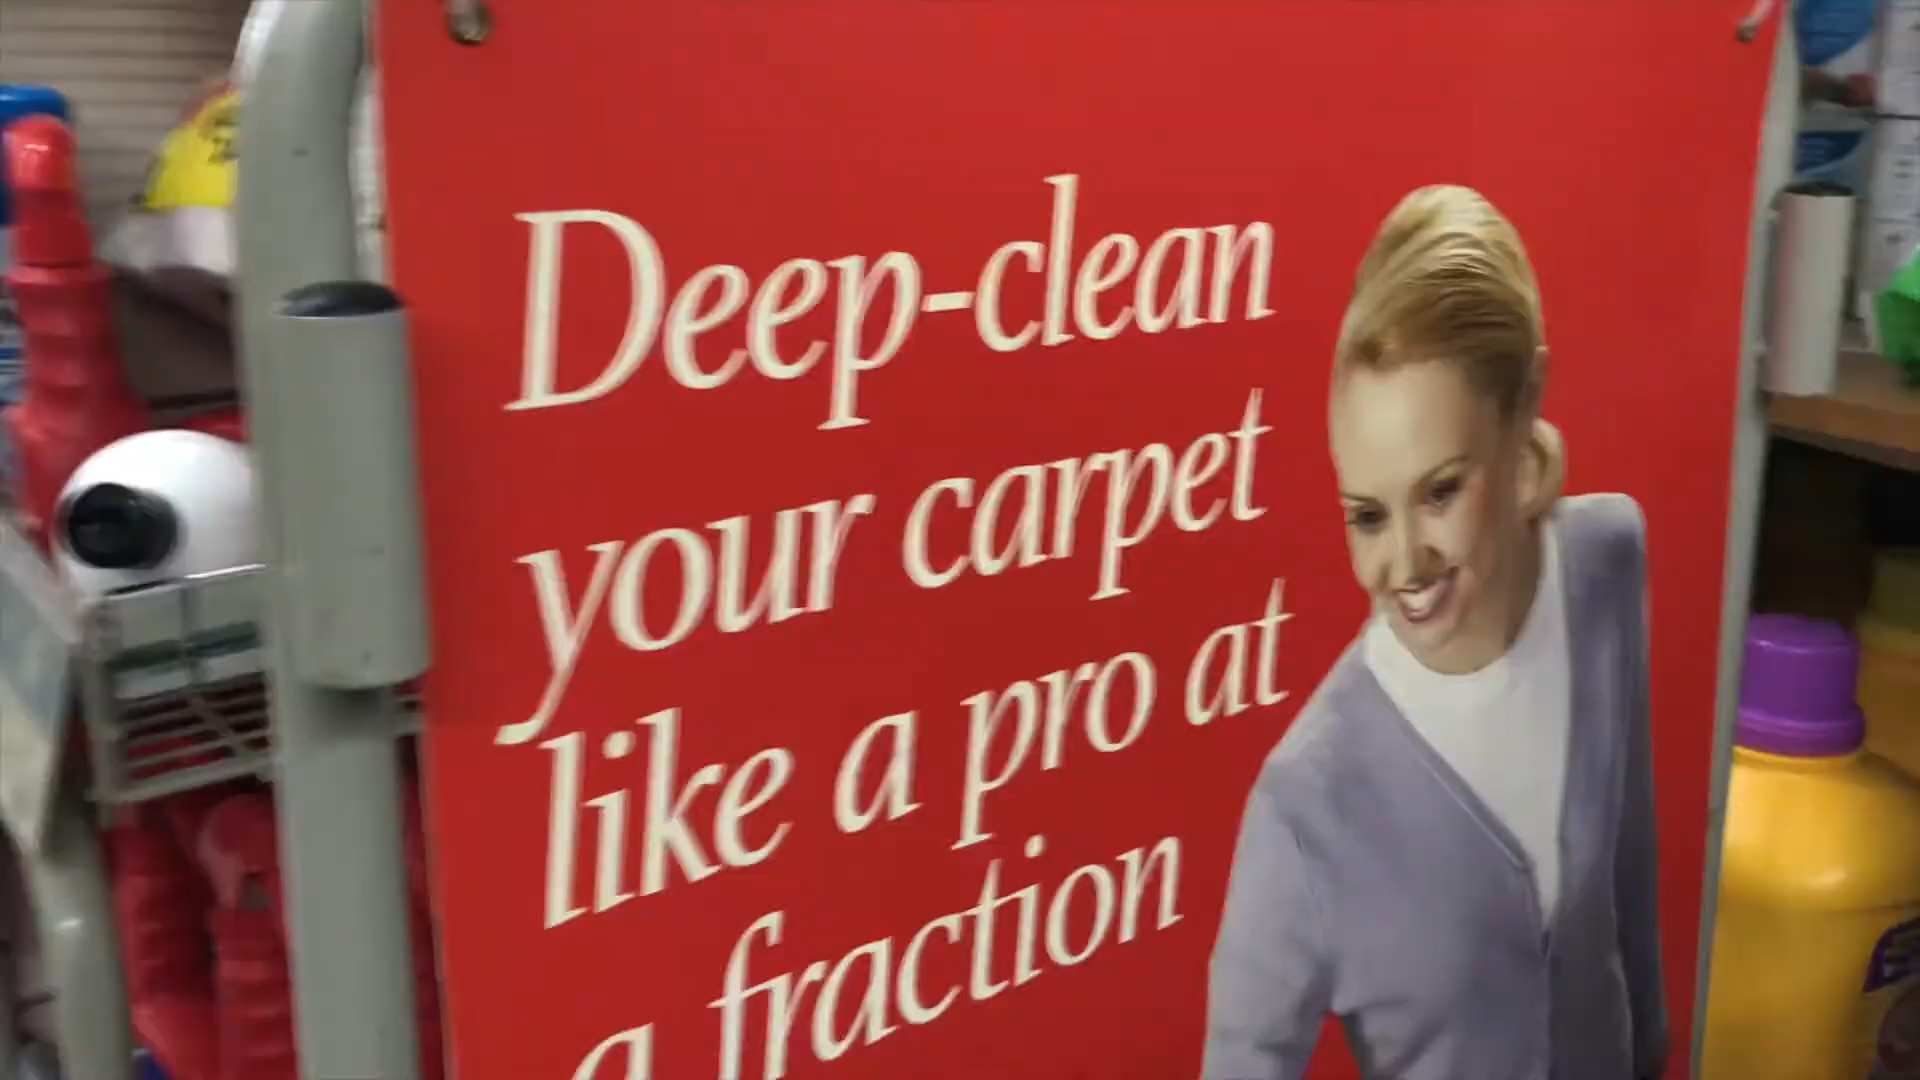 Deep-clean
your carpet
like a pro at
a fraction